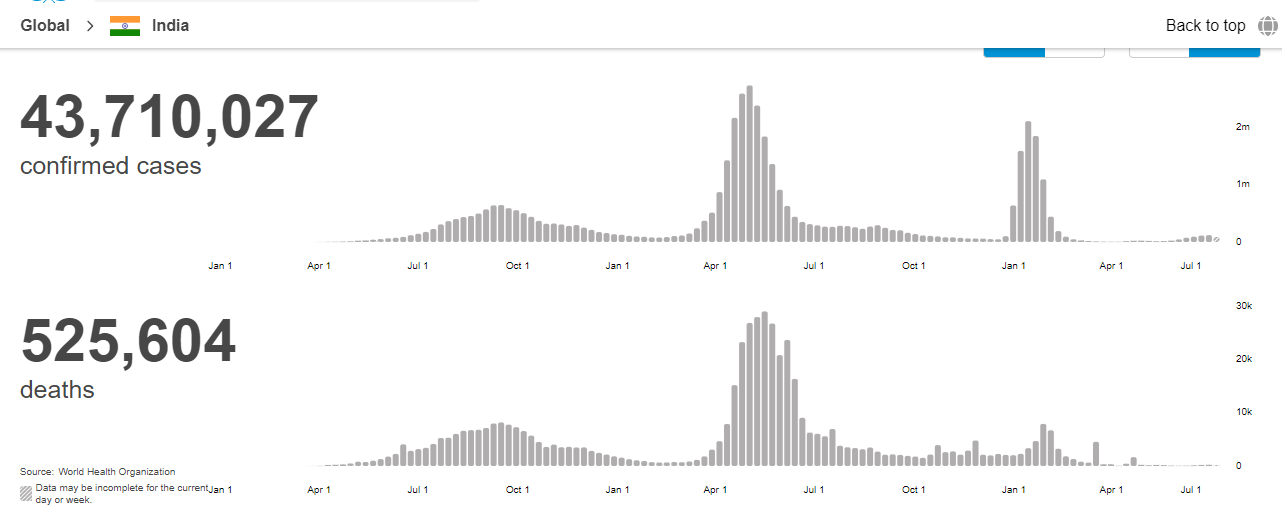 Global > India
Back to top
43,710,027
confirmed cases
2m
1m
0
Jan 1 Apr 1 Jul 1 Oct 1 Jan 1 Apr 1 Jul 1 Oct 1 Jan 1 Apr 1 Jul 1
525,604
deaths
30k
20k
10k
0
Source: World Health Organization
Data may be incomplete for the current
day or week.
Jan 1 Apr 1 Jul 1 Oct 1 Jan 1 Apr 1 Jul 1 Oct 1 Jan 1 Apr 1 Jul 1